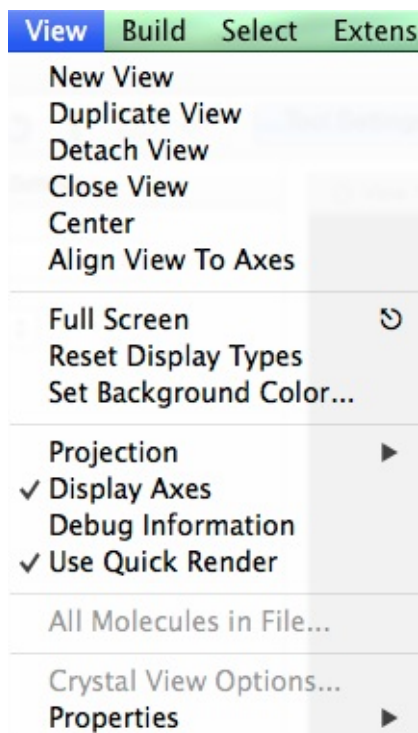 View Build Select Extens
New View
Duplicate View
Detach View
Close View
Center
Align View To Axes
Full Screen
Reset Display Types
Set Background Color...
Projection
Display Axes
Debug Information
Use Quick Render
All Molecules in File...
Crystal View Options...
Properties